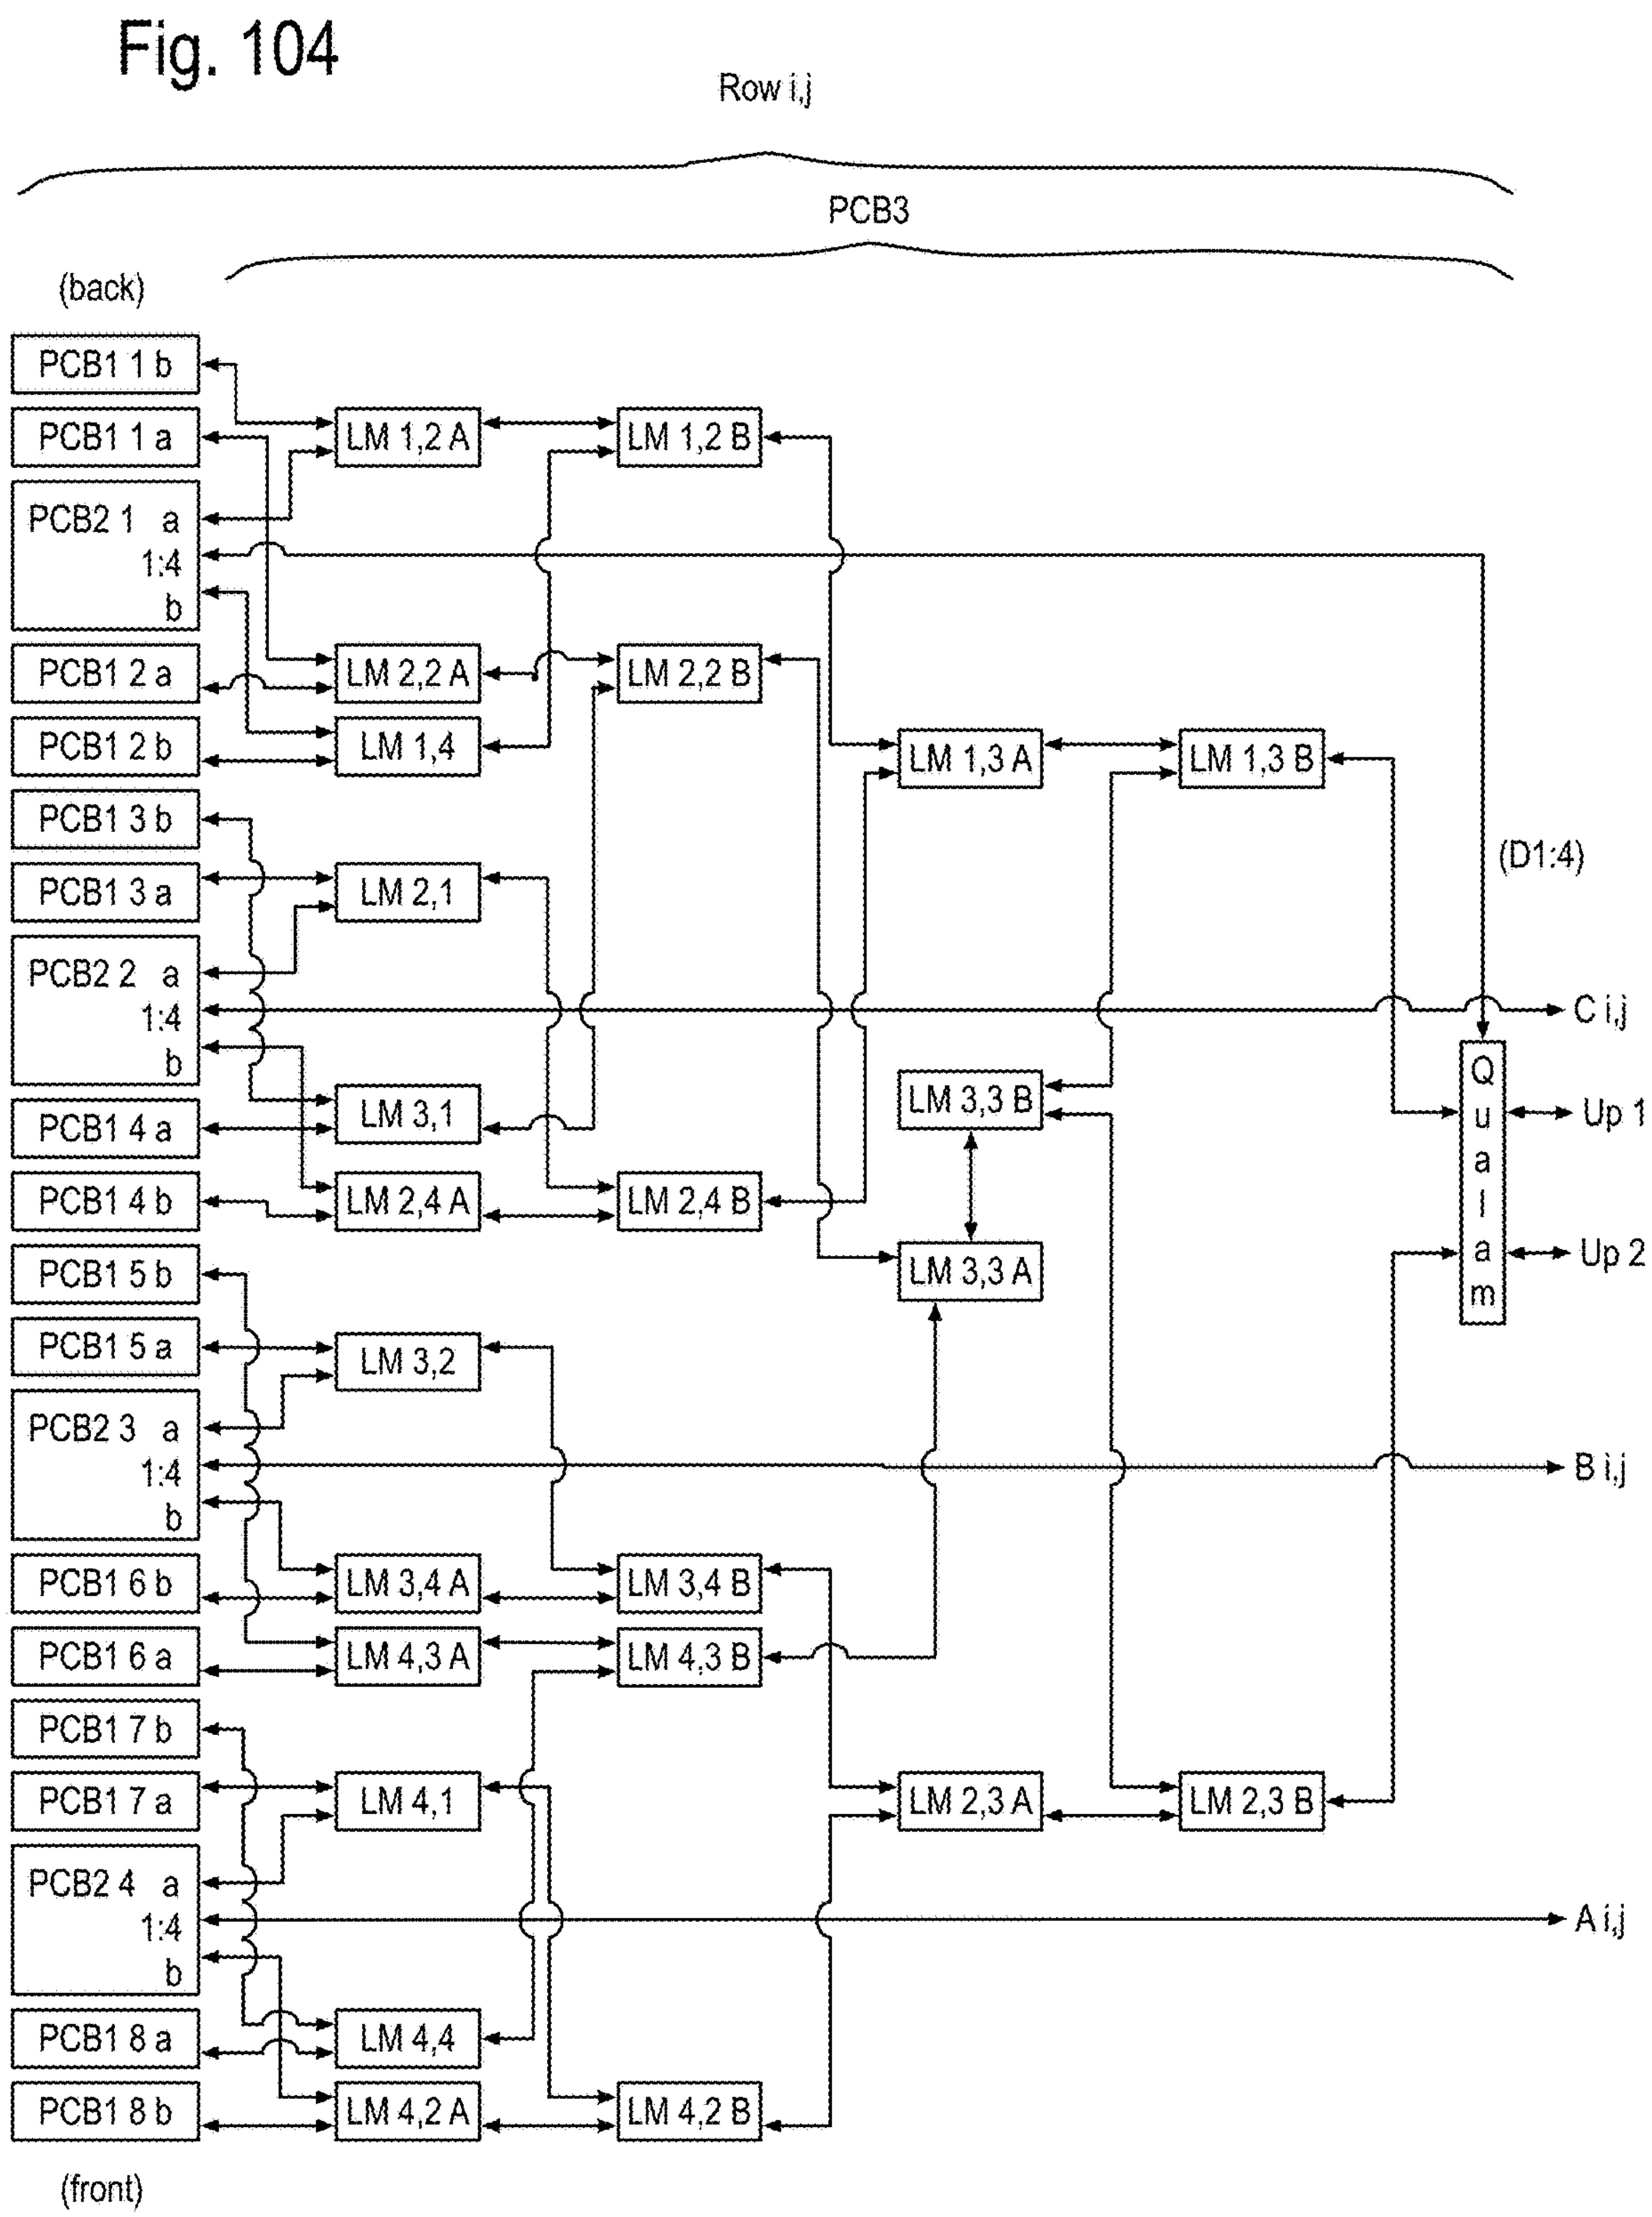 Fig. 104
Row i,j
PCB3
(back)
PCB1 1 b
PCB1 1 a
LM 1,2 A
LM 1,2 B
PCB2 1 a
1:4
b
PCB1 2 a
LM 2,2 A
LM 2,2 B
PCB1 2 b
LM 1,4
LM 1,3 A
LM 1,3 B
PCB1 3 b
(D1:4)
PCB1 3 a
LM 2,1
PCB2 2 a
1:4
b
C i,j
LM 3,3 B
Qualam
Up 1
PCB1 4 a
LM 3,1
PCB1 4 b
LM 2,4 A
LM 2,4 B
Up 2
PCB1 5 b
LM 3,3 A
PCB1 5 a
LM 3,2
PCB2 3 a
1:4
b
B i,j
PCB1 6 b
LM 3,4 A
LM 3,4 B
PCB1 6 a
LM 4,3 A
LM 4,3 B
PCB1 7 b
PCB1 7 a
LM 4,1
LM 2,3 A
LM 2,3 B
PCB2 4 a
1:4
b
A i,j
PCB1 8 a
LM 4,4
PCB1 8 b
LM 4,2 A
LM 4,2 B
(front)